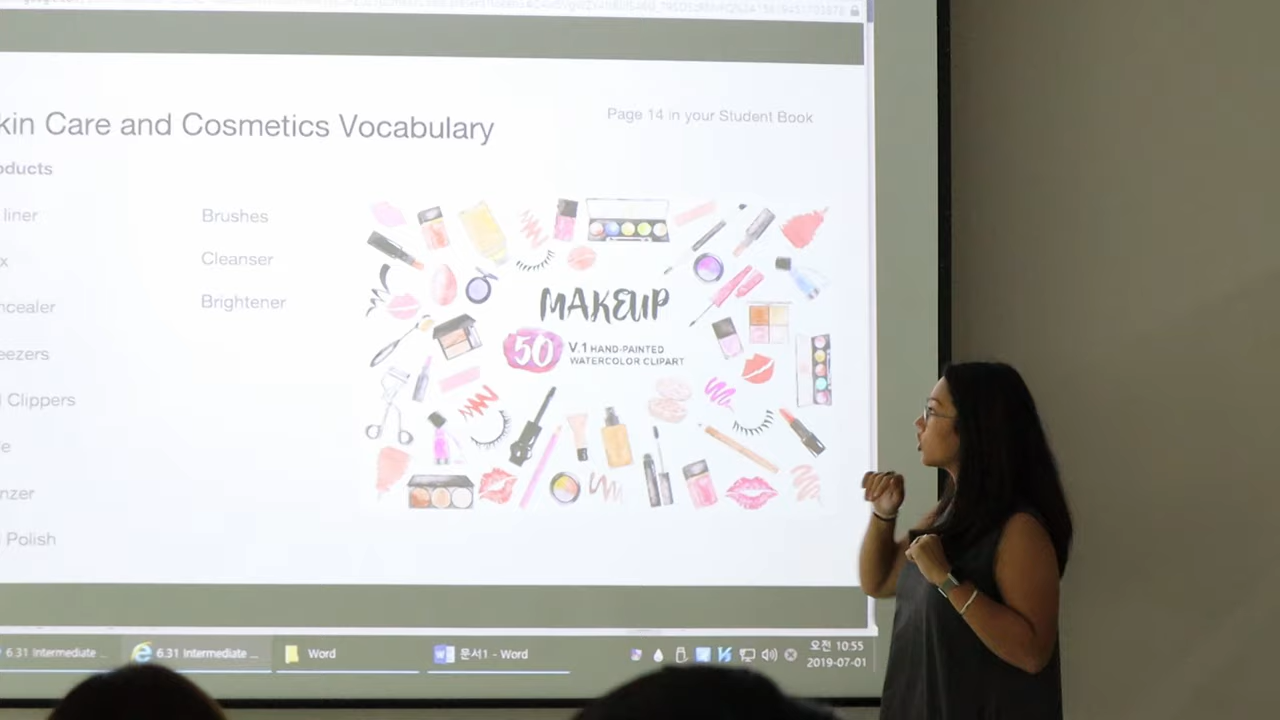 kin Care and Cosmetics Vocabulary
Page 14 in your Student Book
oducts
liner
Brushes
x
Cleanser
ncealer
Brightener
eezers
l Clippers
e
nzer
l Polish
MAKEUP
50
V.1 HAND-PAINTED
WATERCOLOR CLIPART
6.31 Intermediate ...
6.31 Intermediate ...
Word
문서1 - Word
오전 10:55
2019-07-01